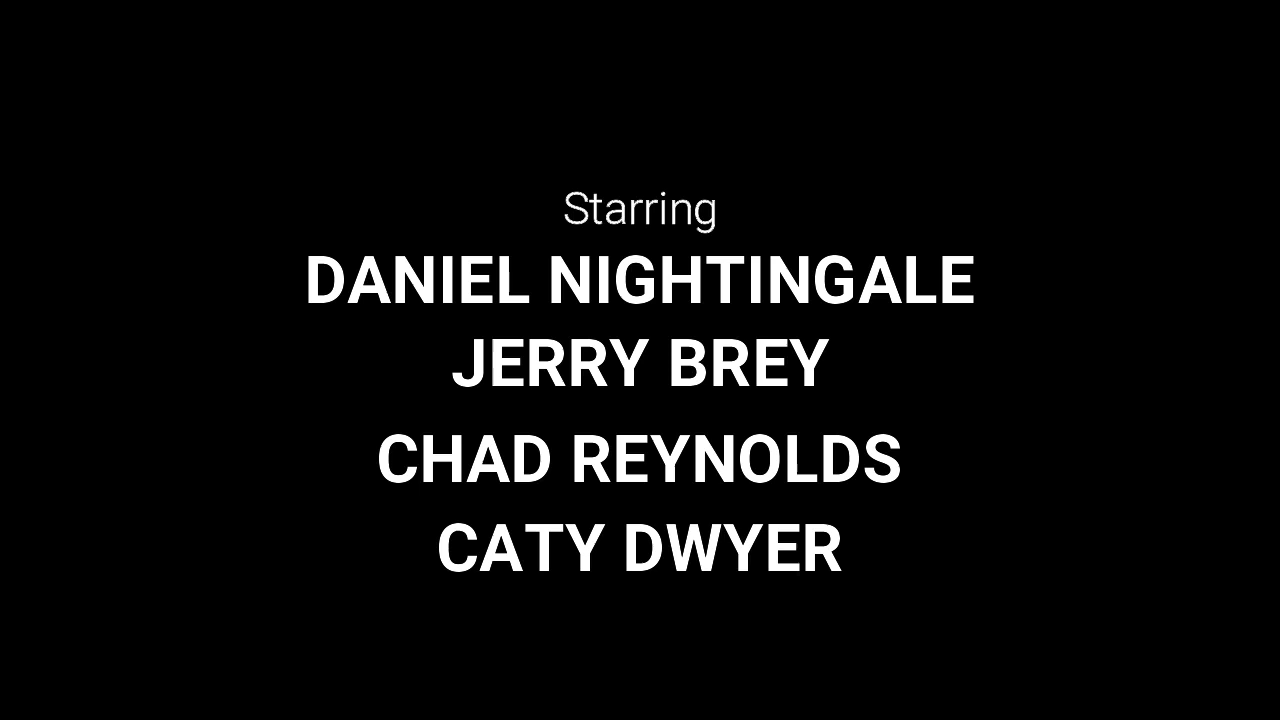 Starring
DANIEL NIGHTINGALE
JERRY BREY
CHAD REYNOLDS
CATY DWYER